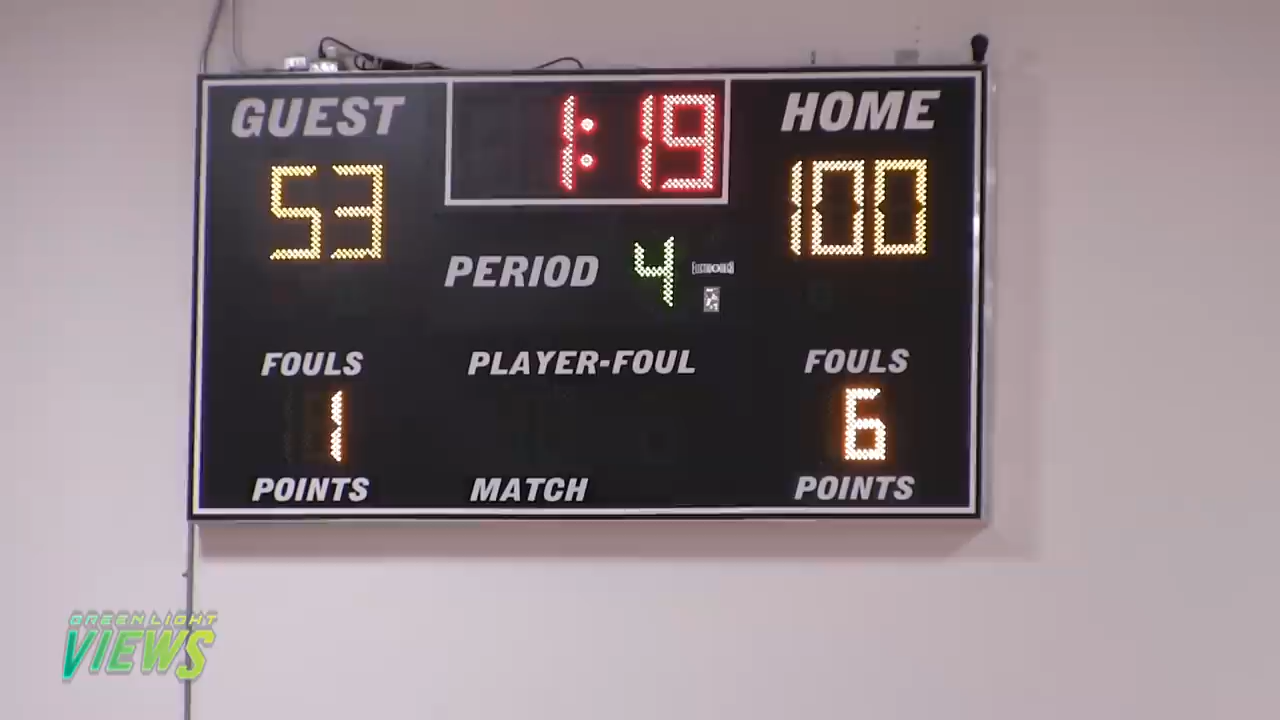 GUEST 1:19 HOME
53 100
PERIOD 4
FOULS PLAYER-FOUL FOULS
1 6
POINTS MATCH POINTS
GREEN LIGHT
VIEWS